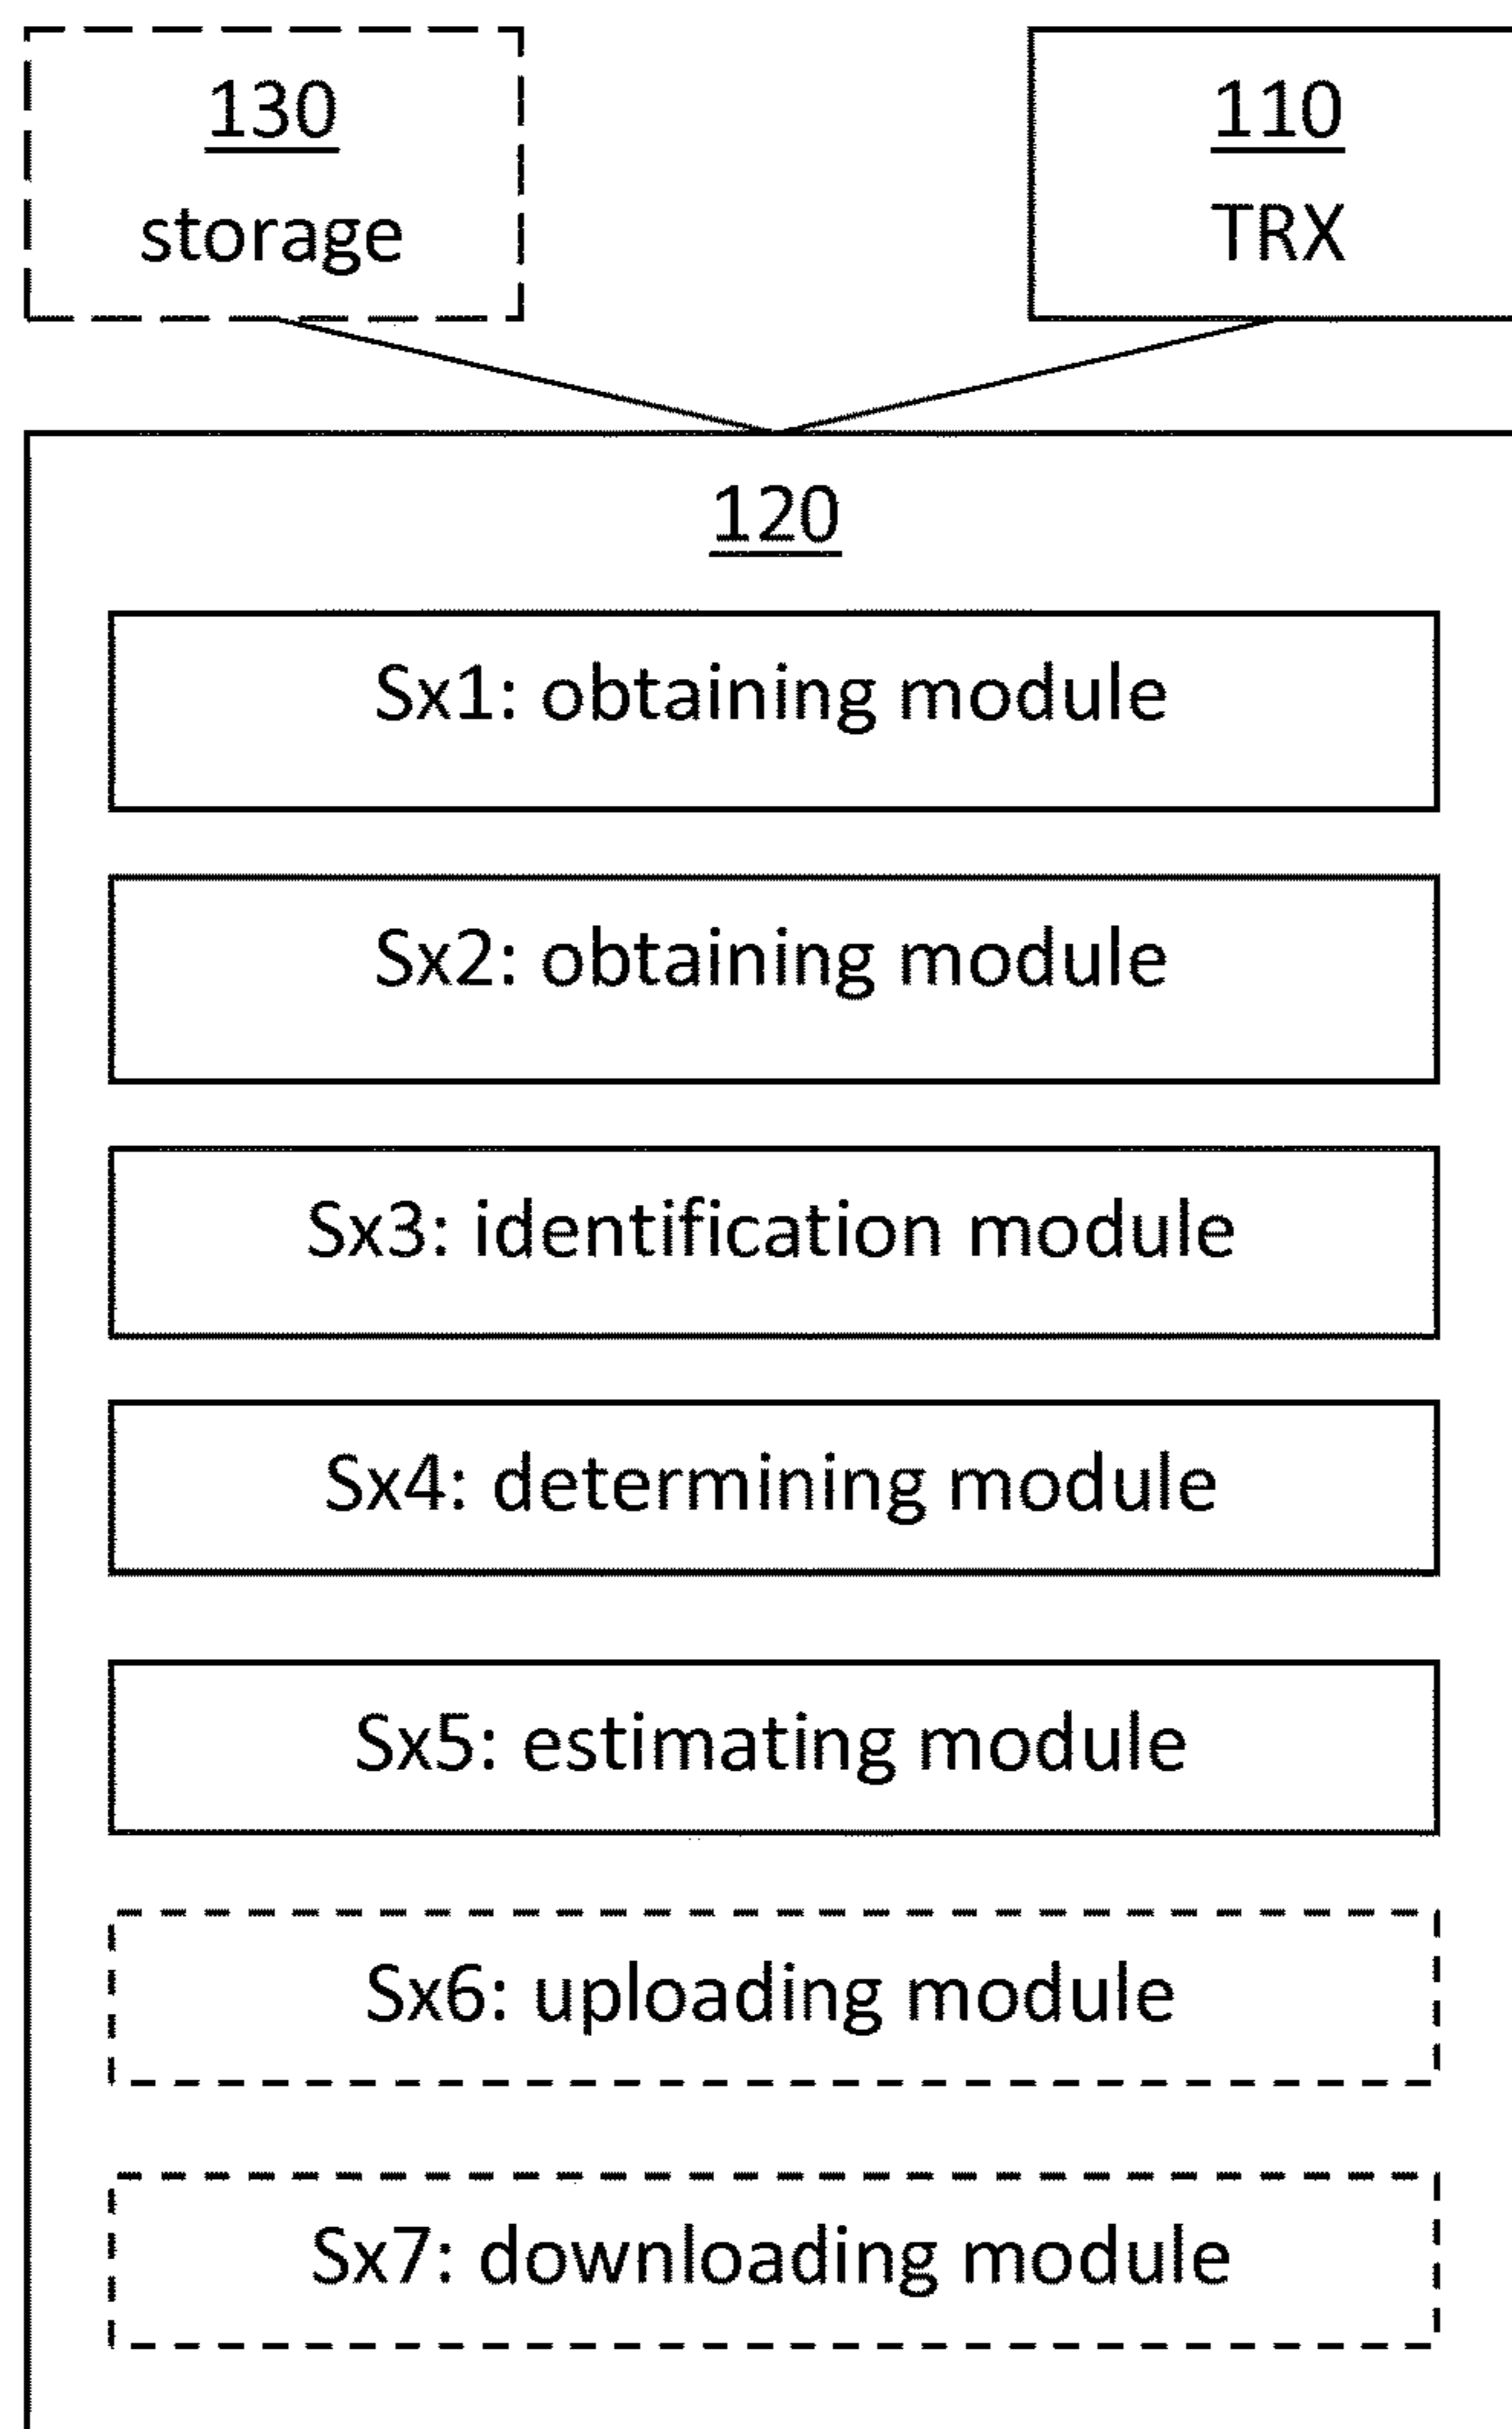 130
storage
110
TRX
120
Sx1: obtaining module
Sx2: obtaining module
Sx3: identification module
Sx4: determining module
Sx5: estimating module
Sx6: uploading module
Sx7: downloading module